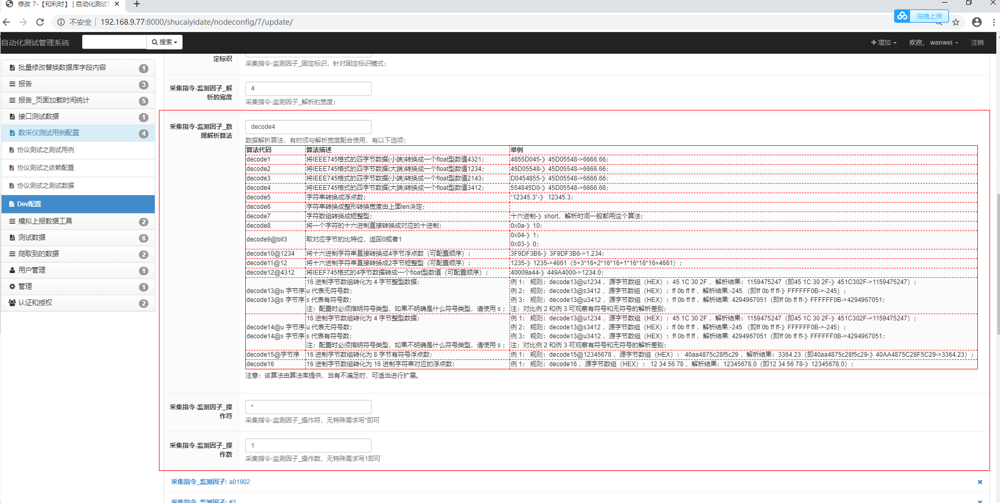 修改 7-【和利时】 | 自动化测试
不安全 | 192.168.9.77:8000/shucaiyidate/nodeconfig/7/update/
拖拽上传
自动化测试管理系统
搜索
增加
欢迎， wanwei
注销
批量修改替换数据库字段内容 1
报告 3
报告_页面加载时间统计 5
接口测试数据 1
数采仪测试用例配置 4
协议测试之测试用例
协议测试之依赖配置
协议测试之测试数据
Dev配置
模拟上报数据工具 2
测试数据 6
爬取到的数据 2
用户管理 1
管理 1
认证和授权 2
定标识
采集指令-监测因子_固定标识，针对固定标识模式；
采集指令-监测因子_解
析的宽度
4
采集指令-监测因子_解析的宽度；
采集指令-监测因子_数
据解析算法
decode4
数据解析算法，有时须与解析宽度配合使用，有以下选项：
算法代码 算法描述 举例
decode1 将IEEE745格式的四字节数据(小端)转换成一个float型数值4321； 4855D045-》45D05548->6666.66；
decode2 将IEEE745格式的四字节数据(大端)转换成一个float型数值1234； 45D05548-》45D05548->6666.66；
decode3 将IEEE745格式的四字节数据(小端)转换成一个float型数值2143； D0454855-》45D05548->6666.66；
decode4 将IEEE745格式的四字节数据(大端)转换成一个float型数值3412； 554845D0-》45D05548->6666.66；
decode5 字符串转换成浮点数； “12345.3”-》 12345.3；
decode6 字符串转换成整形转换宽度由上面len决定；
decode7 字符数组转换成短整型； 十六进制-》short，解析时间一般都用这个算法；
decode8 将一个字符的十六进制直接转换成对应的十进制； 0x0a-》10；
decode9@bit3 取对应字节的比特位，返回0或者1 0x04-》1；
0x03-》0；
decode10@1234 将十六进制字符串直接转换成4字节浮点数（可配置顺序）； 3F9DF3B6-》3F9DF3B6->1.234；
decode11@12 将十六进制字符串直接转换成2字节短整型（可配置顺序）； 1235-》1235->4661（5+3*16+2*16*16+1*16*16*16=4661）；
decode12@4312 将IEEF745格式的4字节数据转成一个float型数值（可配置顺序）； 40009a44-》449A4000->1234.0；
decode13@u 字节序
decode13@s 字节序
16 进制字节数组转化为 4 字节整型数据；
u 代表无符号数；
s 代表有符号数；
注：配置时必须指明符号类型，如果不明确是什么符号类型，请使用 s ；
例 1： 规则：decode13@u1234 ，源字节数组（HEX）：45 1C 30 2F ，解析结果：1159475247（即45 1C 30 2F-》451C302F->1159475247）；
例 2： 规则：decode13@s3412 ，源字节数组（HEX）：ff 0b ff ff ，解析结果:-245 （即ff 0b ff ff-》FFFFFF0B->-245）；
例 3： 规则：decode13@u3412 ，源字节数组（HEX）：ff 0b ff ff ，解析结果: 4294967051（即ff 0b ff ff-》FFFFFF0B->4294967051；
注：对比例 2 和例 3 可观察有符号和无符号的解析差别；
decode14@u 字节序
decode14@s 字节序
16 进制字节数组转化为 4 字节整型数据；
u 代表无符号数；
s 代表有符号数；
注：配置时必须指明符号类型，如果不明确是什么符号类型，请使用 s ；
例 1： 规则：decode13@u1234 ，源字节数组（HEX）：45 1C 30 2F ，解析结果：1159475247（即45 1C 30 2F-》451C302F->1159475247）；
例 2： 规则：decode13@s3412 ，源字节数组（HEX）：ff 0b ff ff ，解析结果:-245 （即ff 0b ff ff-》FFFFFF0B->-245）；
例 3： 规则：decode13@u3412 ，源字节数组（HEX）：ff 0b ff ff ，解析结果: 4294967051（即ff 0b ff ff-》FFFFFF0B->4294967051；
注：对比例 2 和例 3 可观察有符号和无符号的解析差别；
decode15@字节序 16 进制字节数组转化为 8 字节有符号浮点数； 例 1： 规则：decode15@12345678 ，源字节数组（HEX）： 40aa4875c28f5c29 ，解析结果：3364.23（即40aa4875c28f5c29-》40AA4875C28F5C29->3364.23）；
decode16 16 进制字节数组转化为 16 进制字符串对应的浮点数； 例 1： 规则：decode16 ，源字节数组（HEX）： 12 34 56 78 ，解析结果：12345678.0（即12 34 56 78-》12345678.0）；
注意：该算法由算法库提供，当有不满足时，可适当进行扩展。
采集指令-监测因子_操
作符
*
采集指令-监测因子_操作符，无特殊需求写*即可
采集指令-监测因子_操
作数
1
采集指令-监测因子_操作数，无特殊需求写1即可
采集指令_监测因子: a01902
采集指令_监测因子: #3